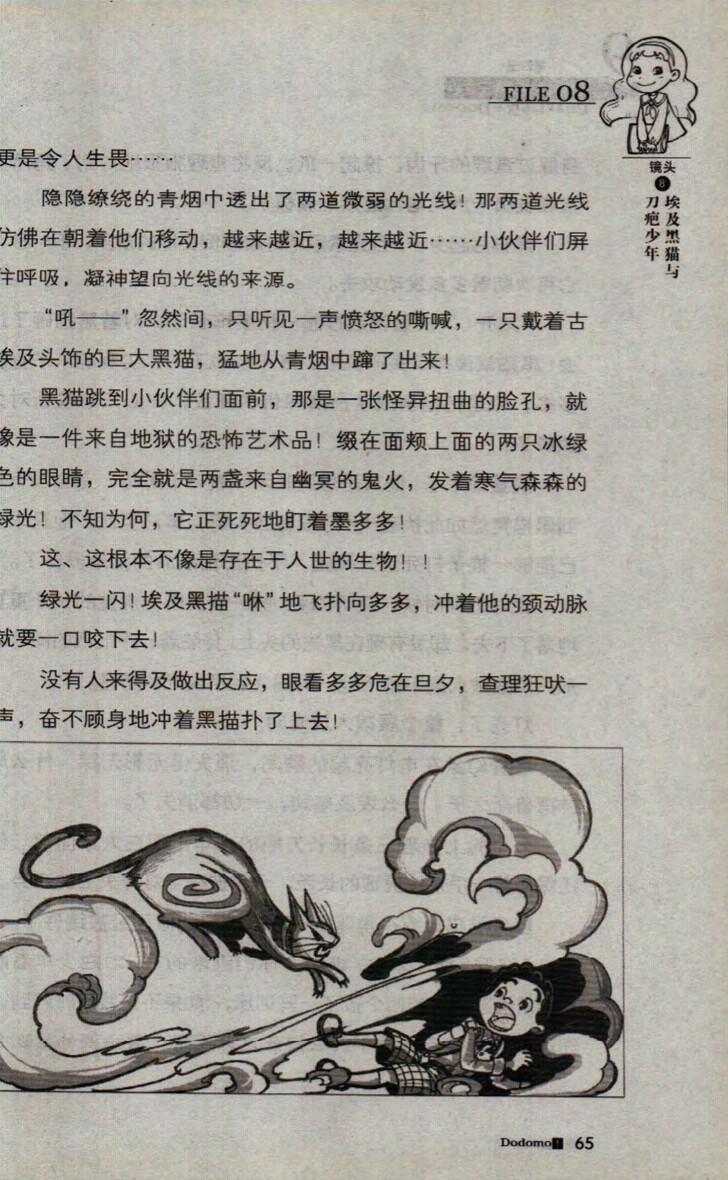 FILE 08
镜头
8
埃及黑猫与
刀疤少年
更是令人生畏……
隐隐缭绕的青烟中透出了两道微弱的光线！那两道光线
仿佛在朝着他们移动，越来越近，越来越近……小伙伴们屏
住呼吸，凝神望向光线的来源。
“吼——”忽然间，只听见一声愤怒的嘶喊，一只戴着古
埃及头饰的巨大黑猫，猛地从青烟中蹿了出来！
黑猫跳到小伙伴们面前，那是一张怪异扭曲的脸孔，就
像是一件来自地狱的恐怖艺术品！缀在面颊上面的两只冰绿
色的眼睛，完全就是两盏来自幽冥的鬼火，发着寒气森森的
绿光！不知为何，它正死死地盯着墨多多！
这、这根本不像是存在于人世的生物！！
绿光一闪！埃及黑猫“咻”地飞扑向多多，冲着他的颈动脉
就要一口咬下去！
没有人来得及做出反应，眼看多多危在旦夕，查理狂吠一
声，奋不顾身地冲着黑猫扑了上去！
Dodomo! 65